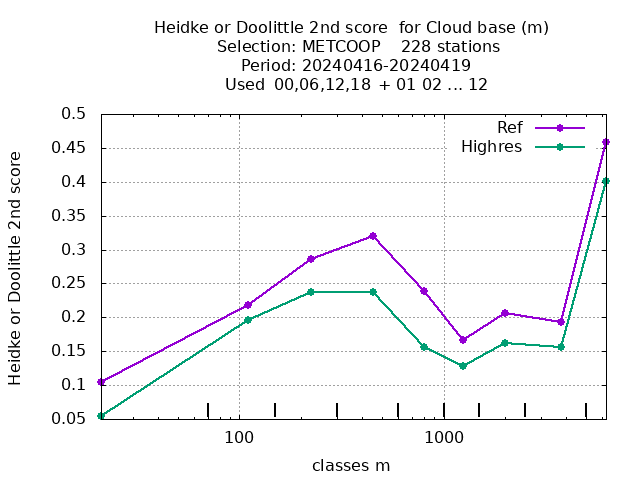 Heidke or Doolittle 2nd score  for Cloud base (m)
Selection: METCOOP    228 stations
Period: 20240416-20240419
Used  00,06,12,18 + 01 02 ... 12
Ref
Highres
0.5
0.45
0.4
0.35
0.3
0.25
0.2
0.15
0.1
0.05
Heidke or Doolittle 2nd score
100
1000
classes m